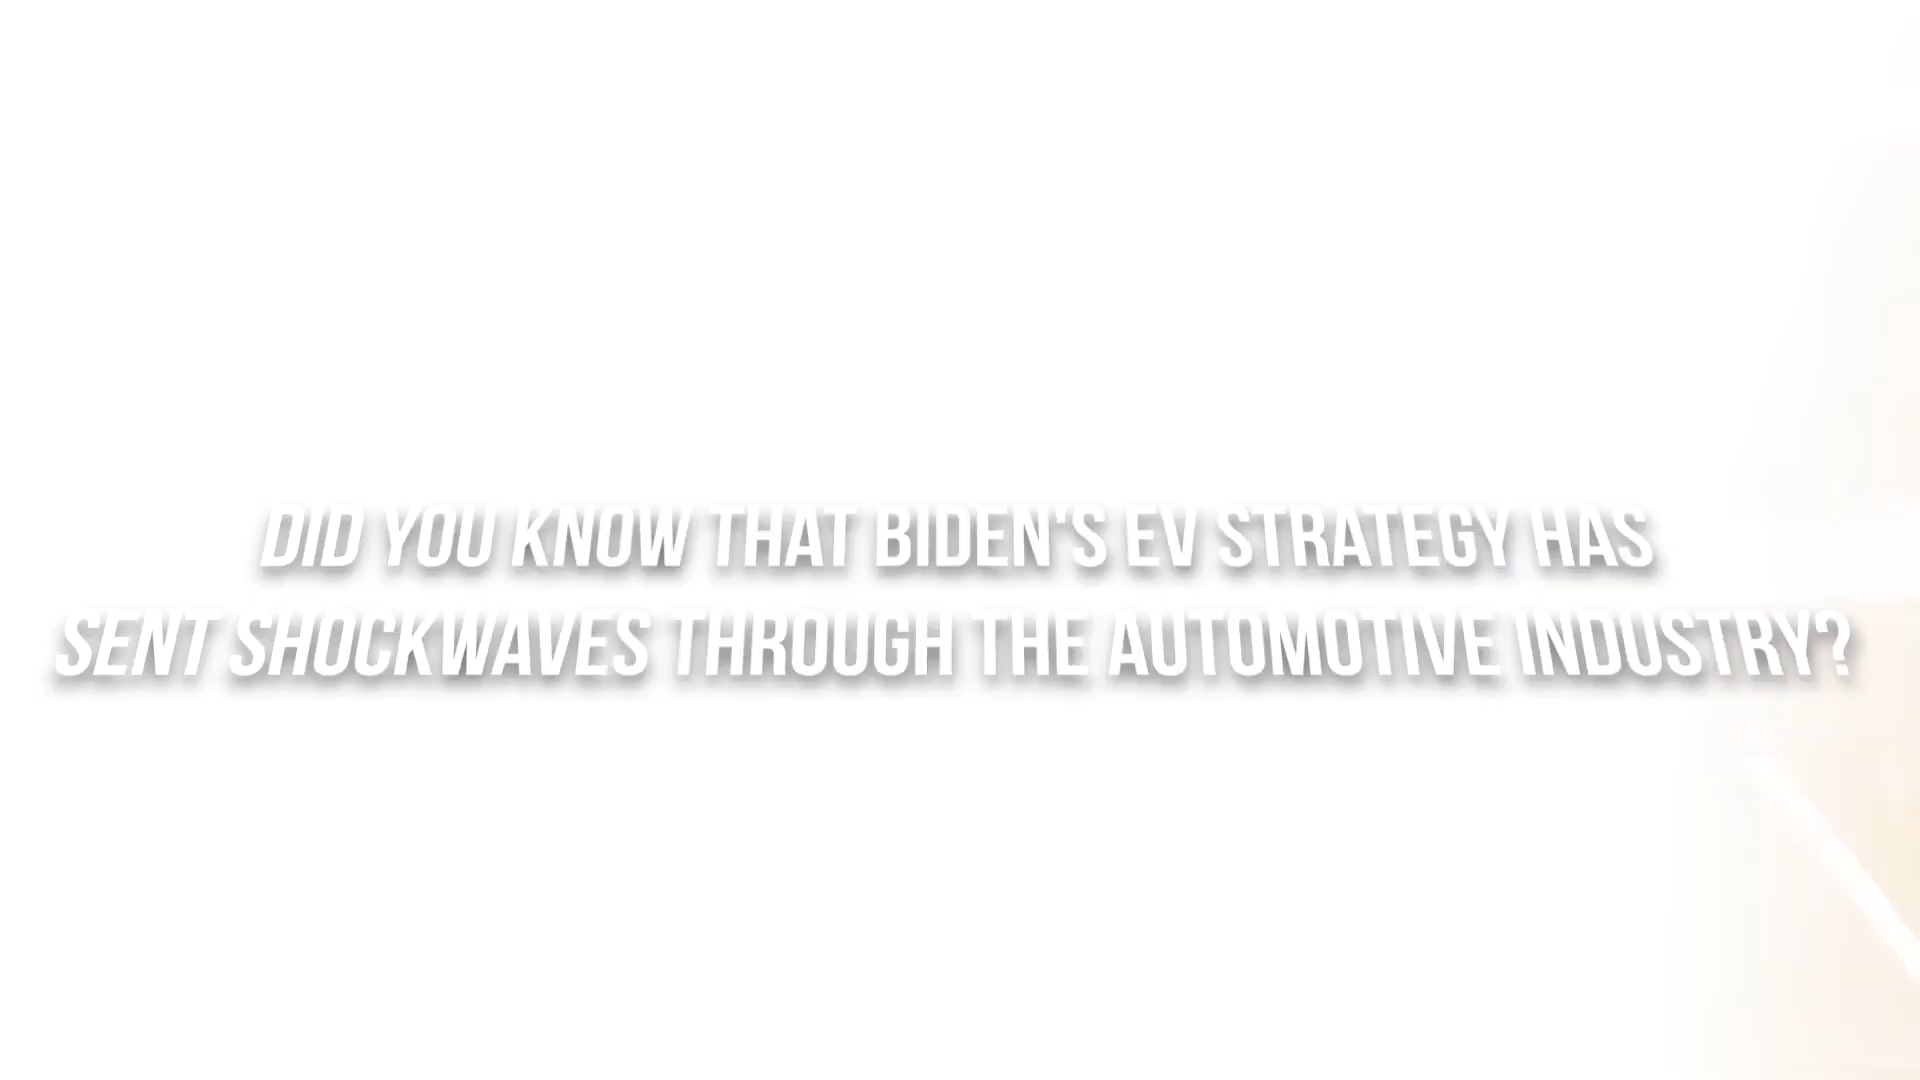 DID YOU KNOW THAT BIDEN'S EV STRATEGY HAS
SENT SHOCKWAVES THROUGH THE AUTOMOTIVE INDUSTRY?